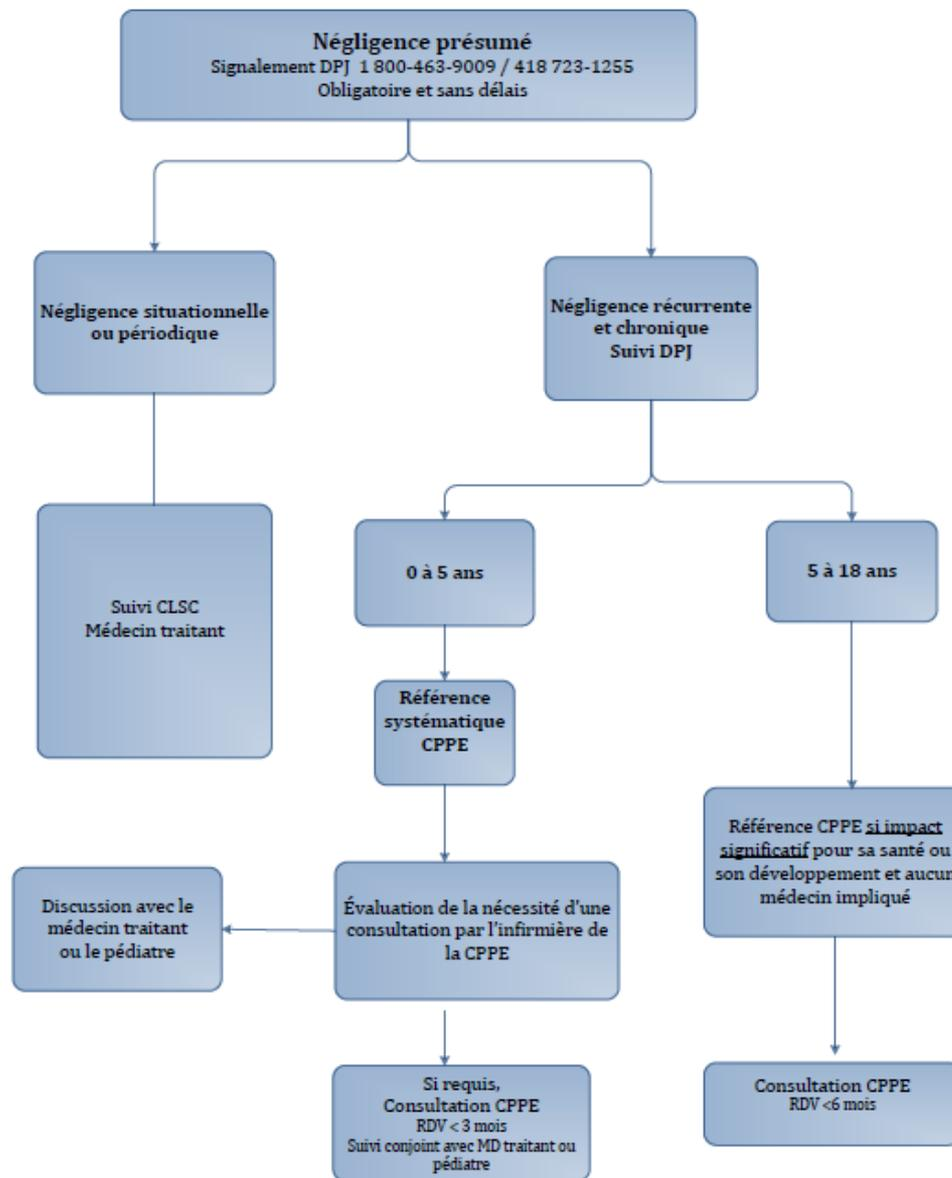 Négligence présumé
Signalement DPJ 1 800-463-9009 / 418 723-1255
Obligatoire et sans délais
Négligence situationnelle
ou périodique
Négligence récurrente
et chronique
Suivi DPJ
Suivi CLSC
Médecin traitant
0 à 5 ans
5 à 18 ans
Référence
systématique
CPPE
Référence CPPE si impact
significatif pour sa santé ou
son développement et aucun
médecin impliqué
Discussion avec le
médecin traitant
ou le pédiatre
Évaluation de la nécessité d'une
consultation par l'infirmière de
la CPPE
Si requis,
Consultation CPPE
RDV < 3 mois
Suivi conjoint avec MD traitant ou
pédiatre
Consultation CPPE
RDV <6 mois